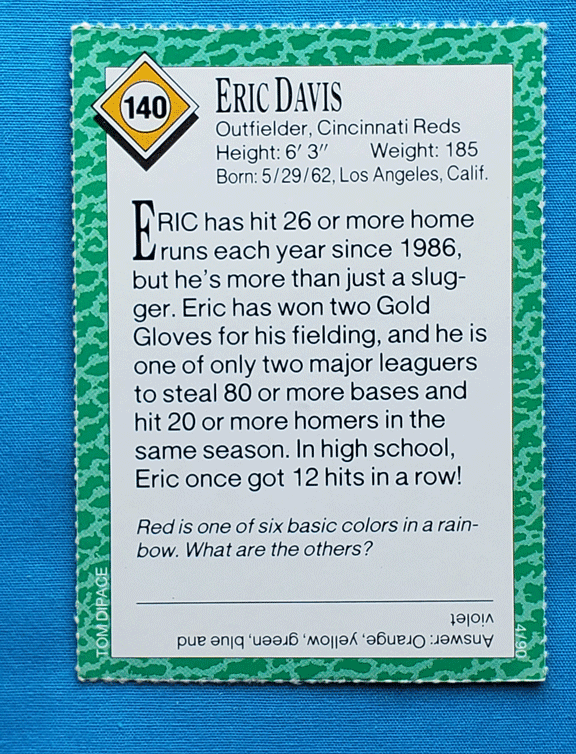 140
ERIC DAVIS
Outfielder, Cincinnati Reds
Height: 6' 3" Weight: 185
Born: 5/29/62, Los Angeles, Calif.
ERIC has hit 26 or more home
runs each year since 1986,
but he's more than just a slug-
ger. Eric has won two Gold
Gloves for his fielding, and he is
one of only two major leaguers
to steal 80 or more bases and
hit 20 or more homers in the
same season. In high school,
Eric once got 12 hits in a row!
Red is one of six basic colors in a rain-
bow. What are the others?
Answer: Orange, yellow, green, blue and
violet
TOM DIPACE
4/90